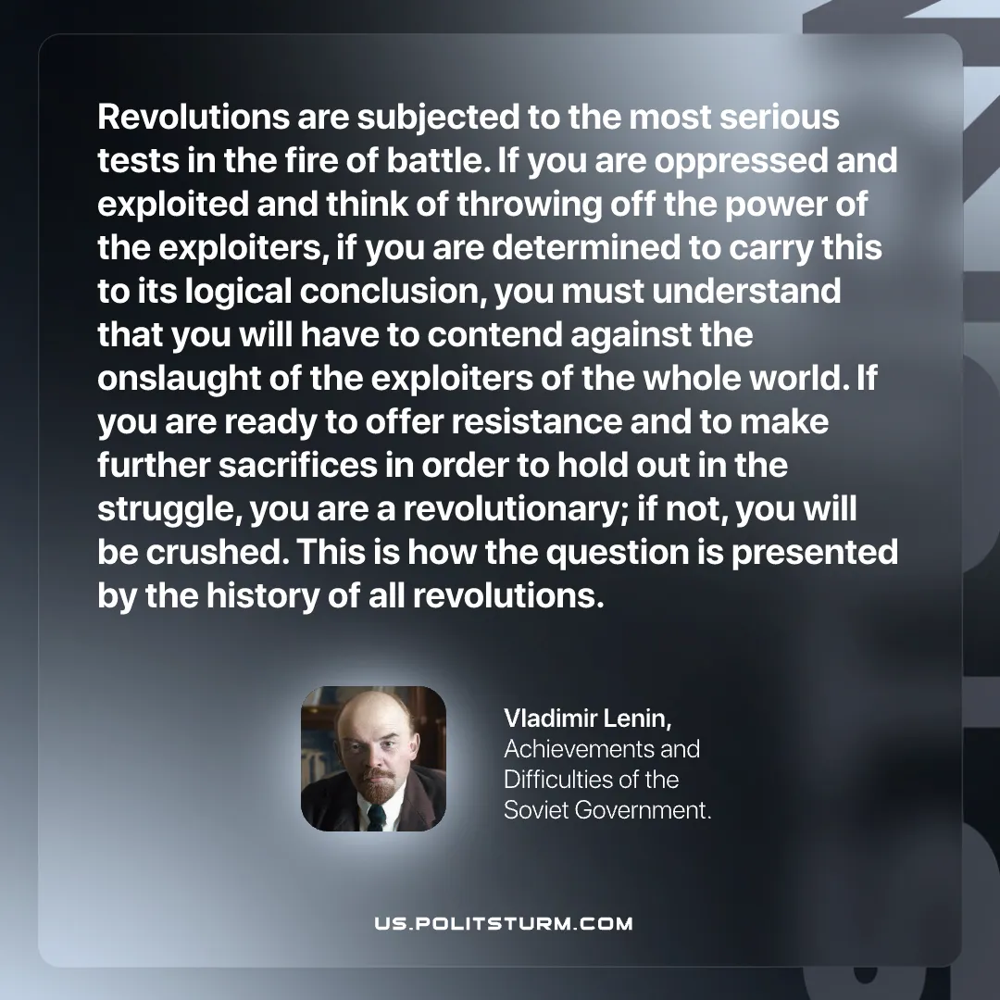 Revolutions are subjected to the most serious
tests in the fire of battle. If you are oppressed and
exploited and think of throwing off the power of
the exploiters, if you are determined to carry this
to its logical conclusion, you must understand
that you will have to contend against the
onslaught of the exploiters of the whole world. If
you are ready to offer resistance and to make
further sacrifices in order to hold out in the
struggle, you are a revolutionary; if not, you will
be crushed. This is how the question is presented
by the history of all revolutions.
Vladimir Lenin,
Achievements and
Difficulties of the
Soviet Government.
US.POLITSTURM.COM